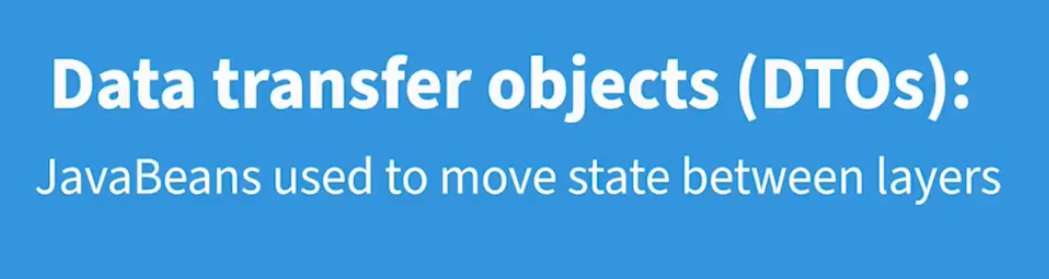 Data transfer objects (DTOs):
JavaBeans used to move state between layers